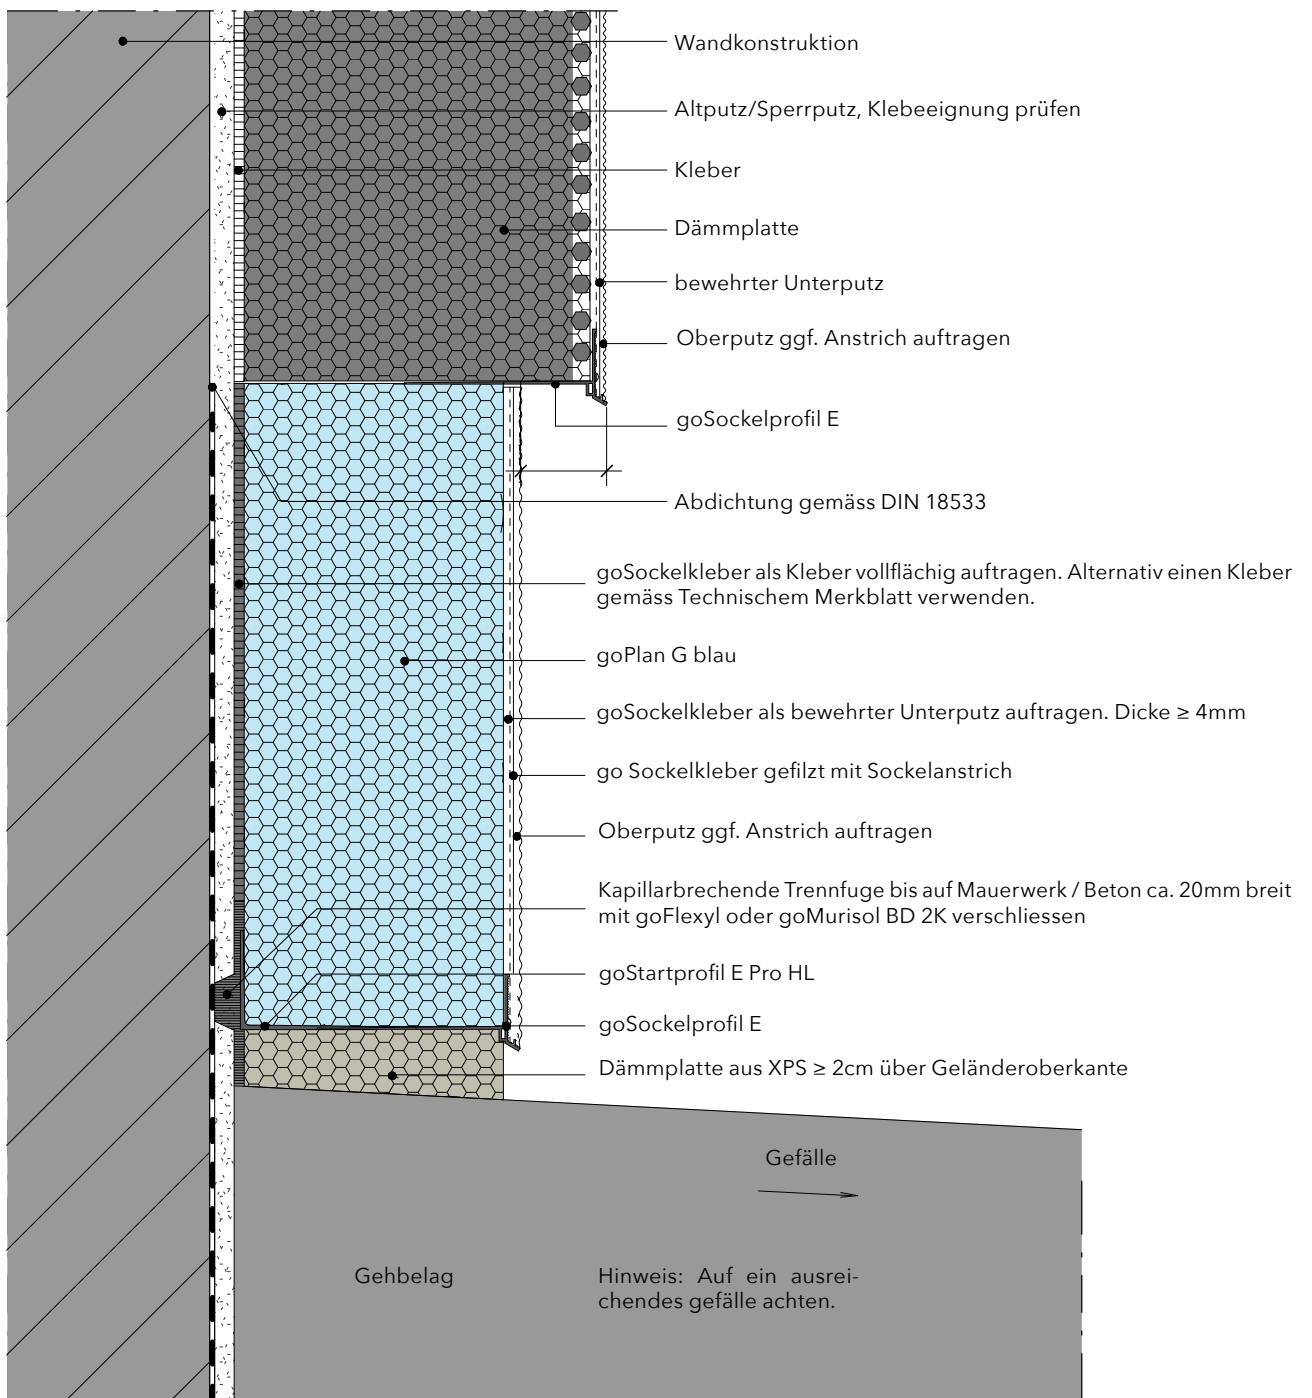 Wandkonstruktion
Altputz/Sperrputz, Klebeeignung prüfen
Kleber
Dämmplatte
bewehrter Unterputz
Oberputz ggf. Anstrich auftragen
goSockelprofil E
Abdichtung gemäss DIN 18533
goSockelkleber als Kleber vollflächig auftragen. Alternativ einen Kleber
gemäss Technischem Merkblatt verwenden.
goPlan G blau
goSockelkleber als bewehrter Unterputz auftragen. Dicke ≥ 4mm
go Sockelkleber gefilzt mit Sockelanstrich
Oberputz ggf. Anstrich auftragen
Kapillarbrechende Trennfuge bis auf Mauerwerk / Beton ca. 20mm breit
mit goFlexyl oder goMurisol BD 2K verschliessen
goStartprofil E Pro HL
goSockelprofil E
Dämmplatte aus XPS ≥ 2cm über Geländeroberkante
Gefälle
Gehbelag
Hinweis: Auf ein ausrei-
chendes gefälle achten.